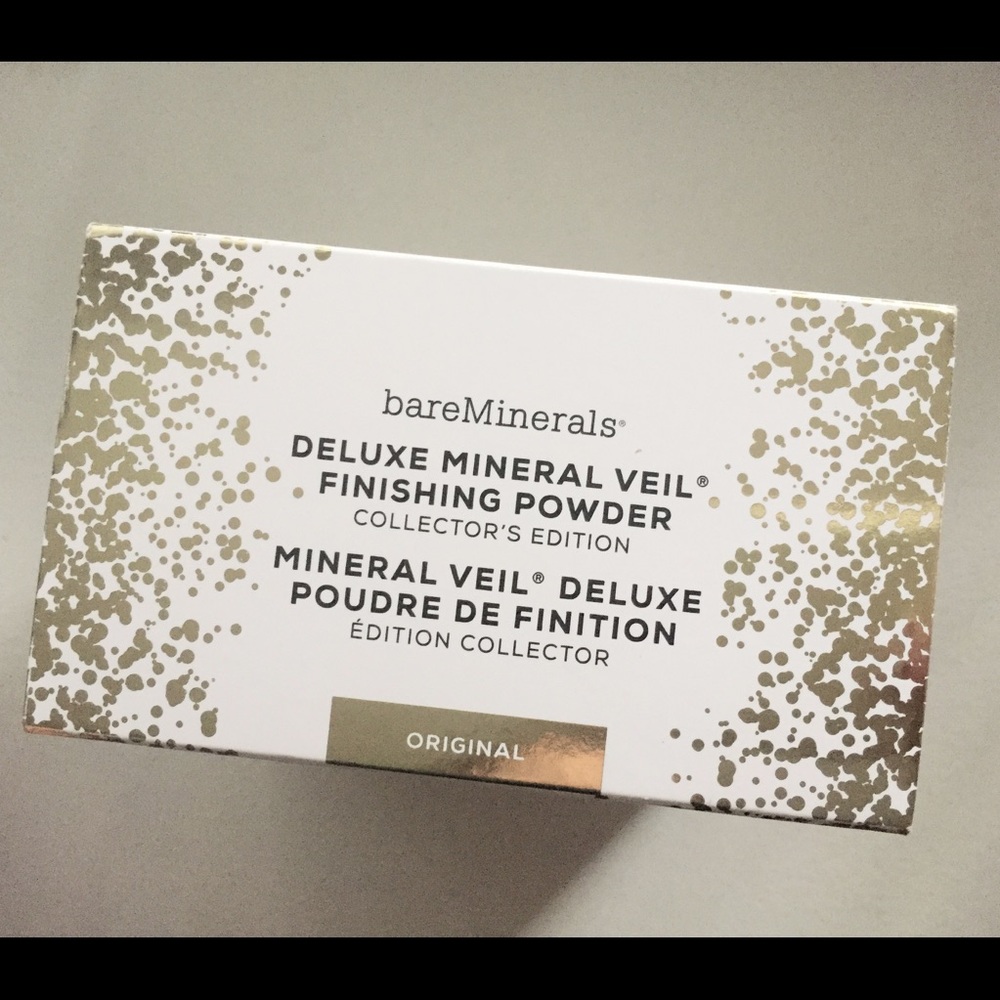 bareMinerals®
DELUXE MINERAL VEIL®
FINISHING POWDER
COLLECTOR'S EDITION
MINERAL VEIL® DELUXE
POUDRE DE FINITION
ÉDITION COLLECTOR
ORIGINAL